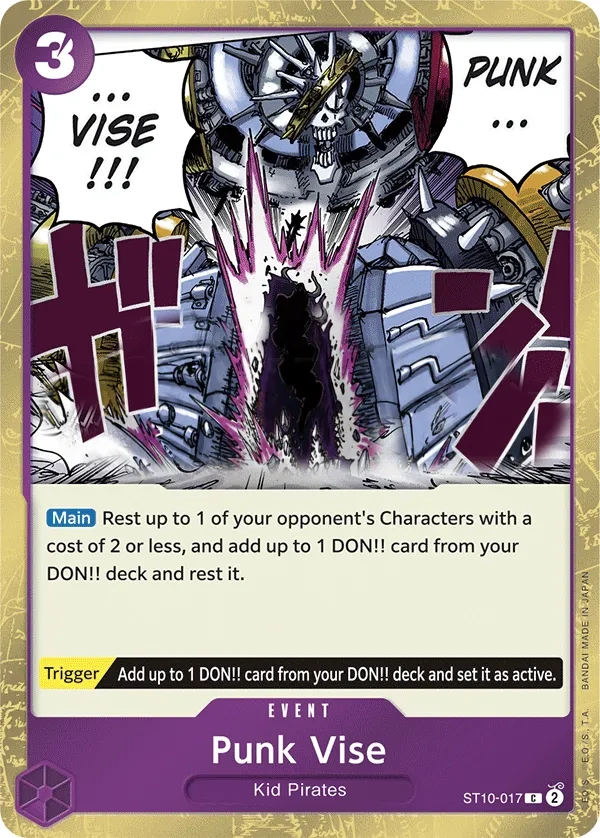 3
PUNK
...
...
VISE
!!!
ガ
ン
Main Rest up to 1 of your opponent's Characters with a
cost of 2 or less, and add up to 1 DON!! card from your
DON!! deck and rest it.
Trigger Add up to 1 DON!! card from your DON!! deck and set it as active.
EVENT
Punk Vise
Kid Pirates
ST10-017 C 2
BANDAI MADE IN JAPAN